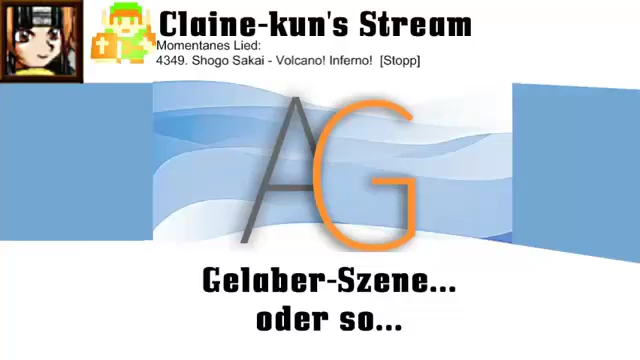 Claine-kun's Stream
Momentanes Lied:
4349. Shogo Sakai - Volcano! Inferno!  [Stopp]
AG
Gelaber-Szene...
oder so...